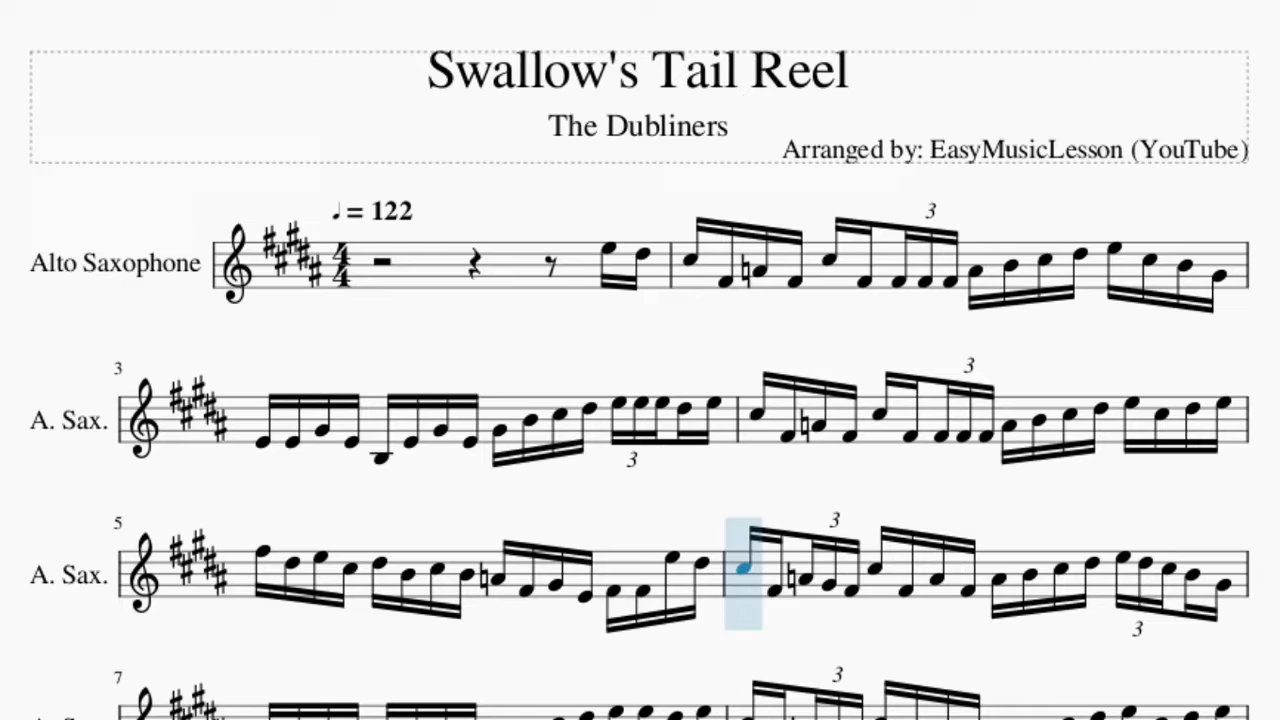 Swallow's Tail Reel
The Dubliners
Arranged by: EasyMusicLesson (YouTube)
♩ = 122
Alto Saxophone
4
4
3
3
A. Sax.
3
3
5
A. Sax.
3
3
7
A. Sax.
3